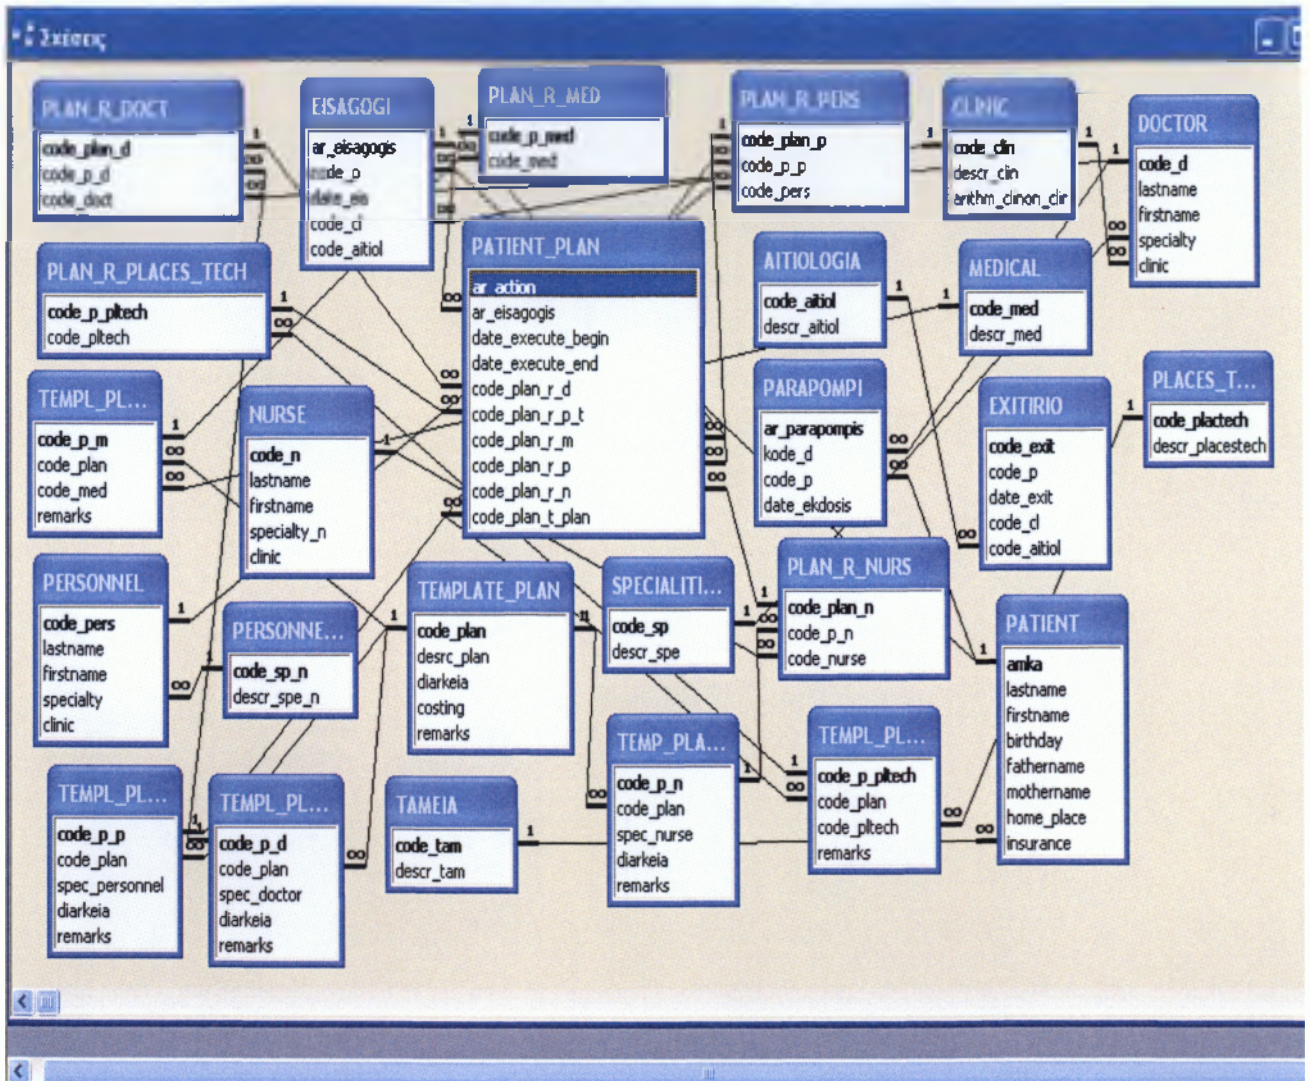 Σχέσεις
PLAN_R_DOCT
code_plan_d
code_p_d
code_doct
EISAGOGI
ar_eisagogis
code_p
date_eis
code_cl
code_aitiol
PLAN_R_MED
code_p_med
code_med
PLAN_R_PERS
code_plan_p
code_p_p
code_pers
CLINIC
code_clin
descr_clin
arithm_clinon_clir
DOCTOR
code_d
lastname
firstname
specialty
clinic
PLAN_R_PLACES_TECH
code_p_pltech
code_pltech
PATIENT_PLAN
ar_action
ar_eisagogis
date_execute_begin
date_execute_end
code_plan_r_d
code_plan_r_p_t
code_plan_r_m
code_plan_r_p
code_plan_r_n
code_plan_t_plan
AITIOLOGIA
code_aitiol
descr_aitiol
MEDICAL
code_med
descr_med
TEMPL_PL...
code_p_m
code_plan
code_med
remarks
NURSE
code_n
lastname
firstname
specialty_n
clinic
PARAPOMPI
ar_parapompis
kode_d
code_p
date_ekdosis
EXITIRIO
code_exit
code_p
date_exit
code_cl
code_aitiol
PLACES_T...
code_plactech
descr_placestech
PERSONNEL
code_pers
lastname
firstname
specialty
clinic
PERSONNE...
code_sp_n
descr_spe_n
TEMPLATE_PLAN
code_plan
desrc_plan
diarkeia
costing
remarks
SPECIALITI...
code_sp
descr_spe
PLAN_R_NURS
code_plan_n
code_p_n
code_nurse
PATIENT
amka
lastname
firstname
birthday
fathername
mothername
home_place
insurance
TEMPL_PL...
code_p_p
code_plan
spec_personnel
diarkeia
remarks
TEMPL_PL...
code_p_d
code_plan
spec_doctor
diarkeia
remarks
TAMEIA
code_tam
descr_tam
TEMP_PLA...
code_p_n
code_plan
spec_nurse
diarkeia
remarks
TEMPL_PL...
code_p_pltech
code_plan
code_pltech
remarks